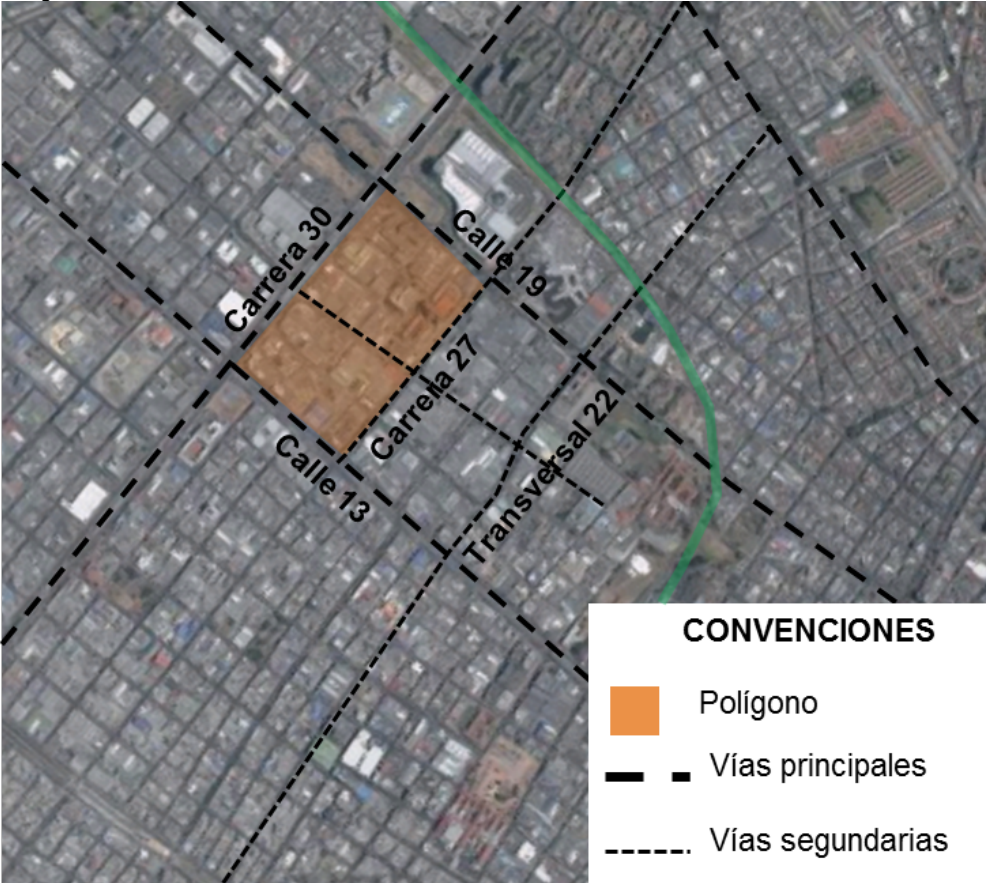 Carrera 30
Calle 19
Carrera 27
Calle 13
Transversal 22
CONVENCIONES
Polígono
Vías principales
Vías segundarias